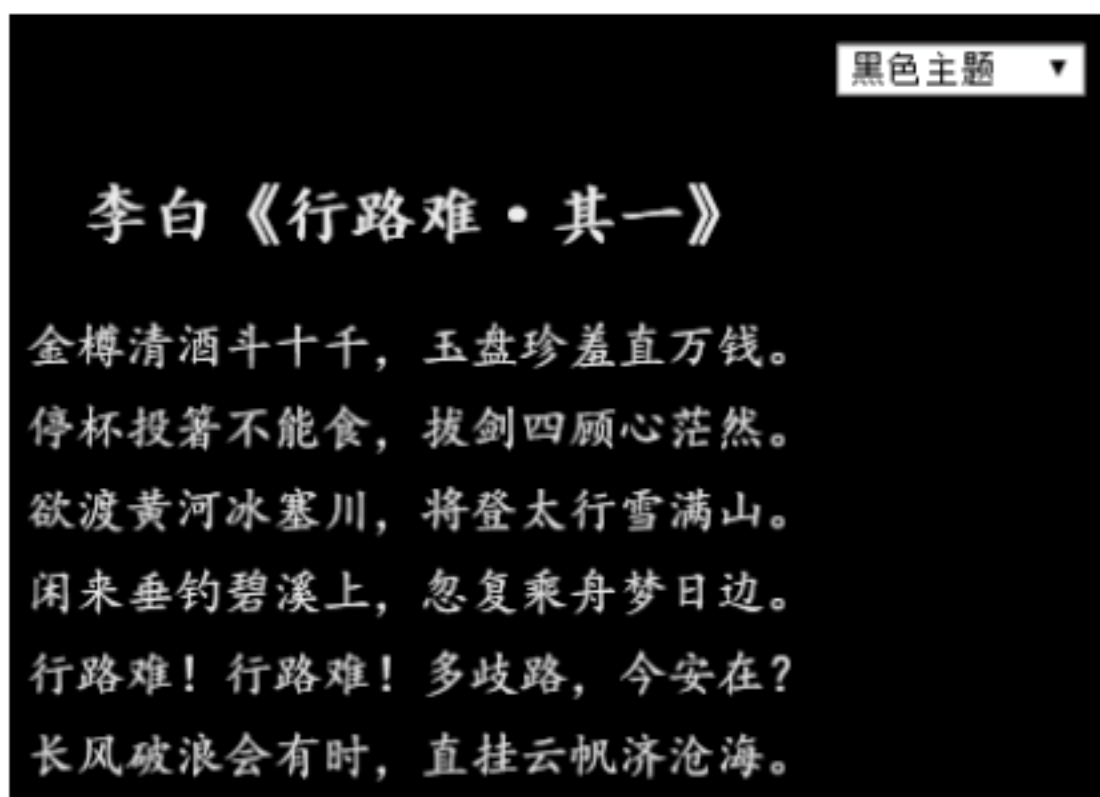 黑色主题
李白《行路难·其一》
金樽清酒斗十千，玉盘珍羞直万钱。
停杯投箸不能食，拔剑四顾心茫然。
欲渡黄河冰塞川，将登太行雪满山。
闲来垂钓碧溪上，忽复乘舟梦日边。
行路难！行路难！多歧路，今安在？
长风破浪会有时，直挂云帆济沧海。